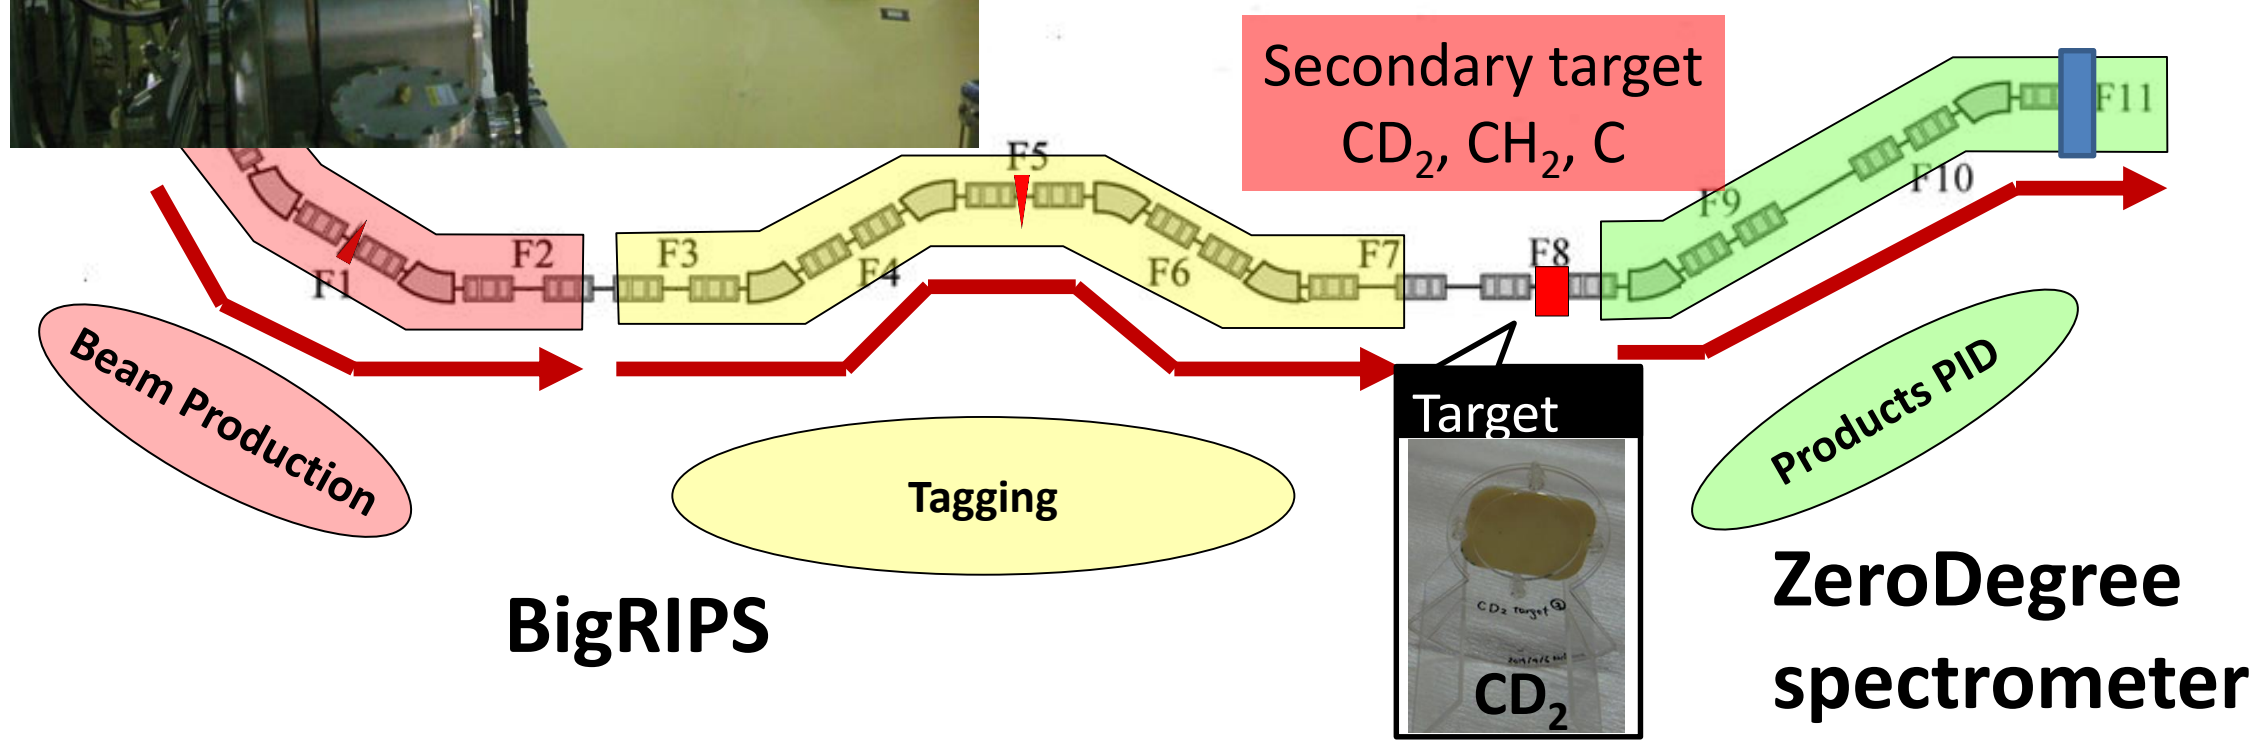 Secondary target
CD₂, CH₂, C
F1
F2
F3
F4
F5
F6
F7
F8
F9
F10
F11
Beam Production
Tagging
Target
Products PID
CD₂ Target ②
CD₂
BigRIPS
ZeroDegree
spectrometer